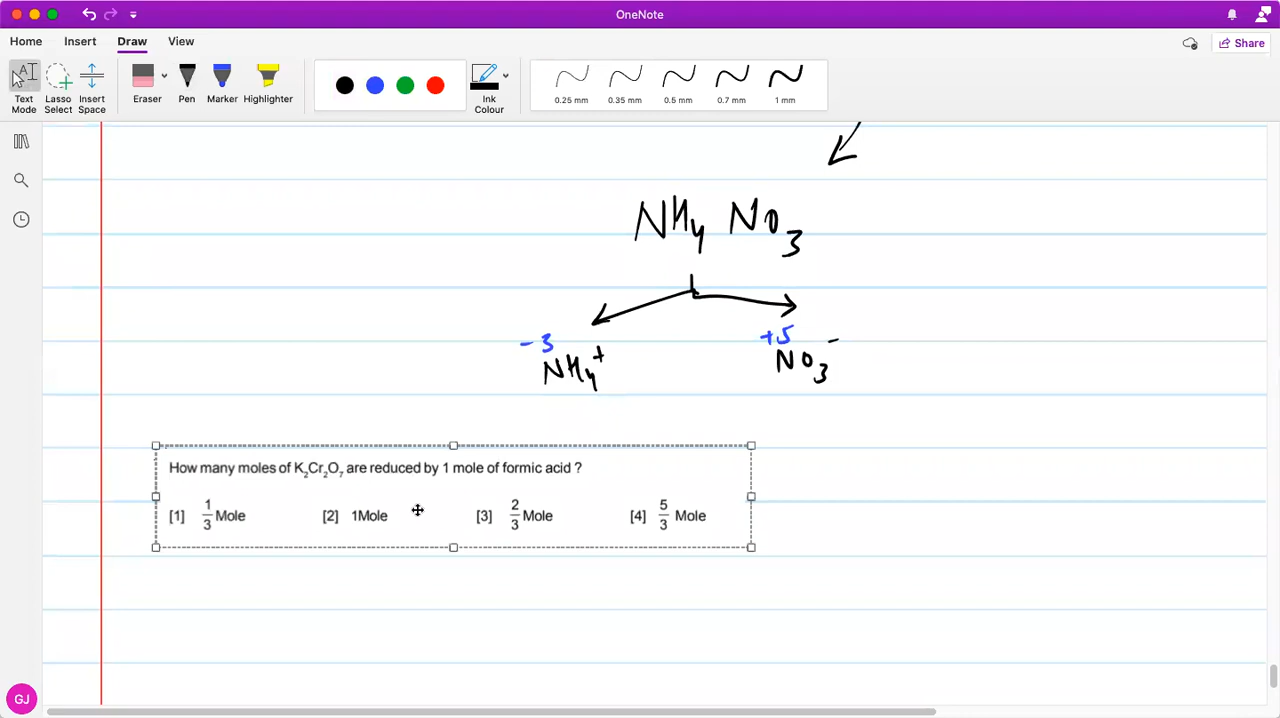 OneNote
Home Insert Draw View
Share
Text Mode
Lasso Select
Insert Space
Eraser
Pen
Marker
Highlighter
Ink Colour
0.25 mm
0.35 mm
0.5 mm
0.7 mm
1 mm
NH4 NO3
-3 +5
NH4+ NO3-
How many moles of K2Cr2O7 are reduced by 1 mole of formic acid ?
[1] 1/3 Mole [2] 1Mole [3] 2/3 Mole [4] 5/3 Mole
GJ